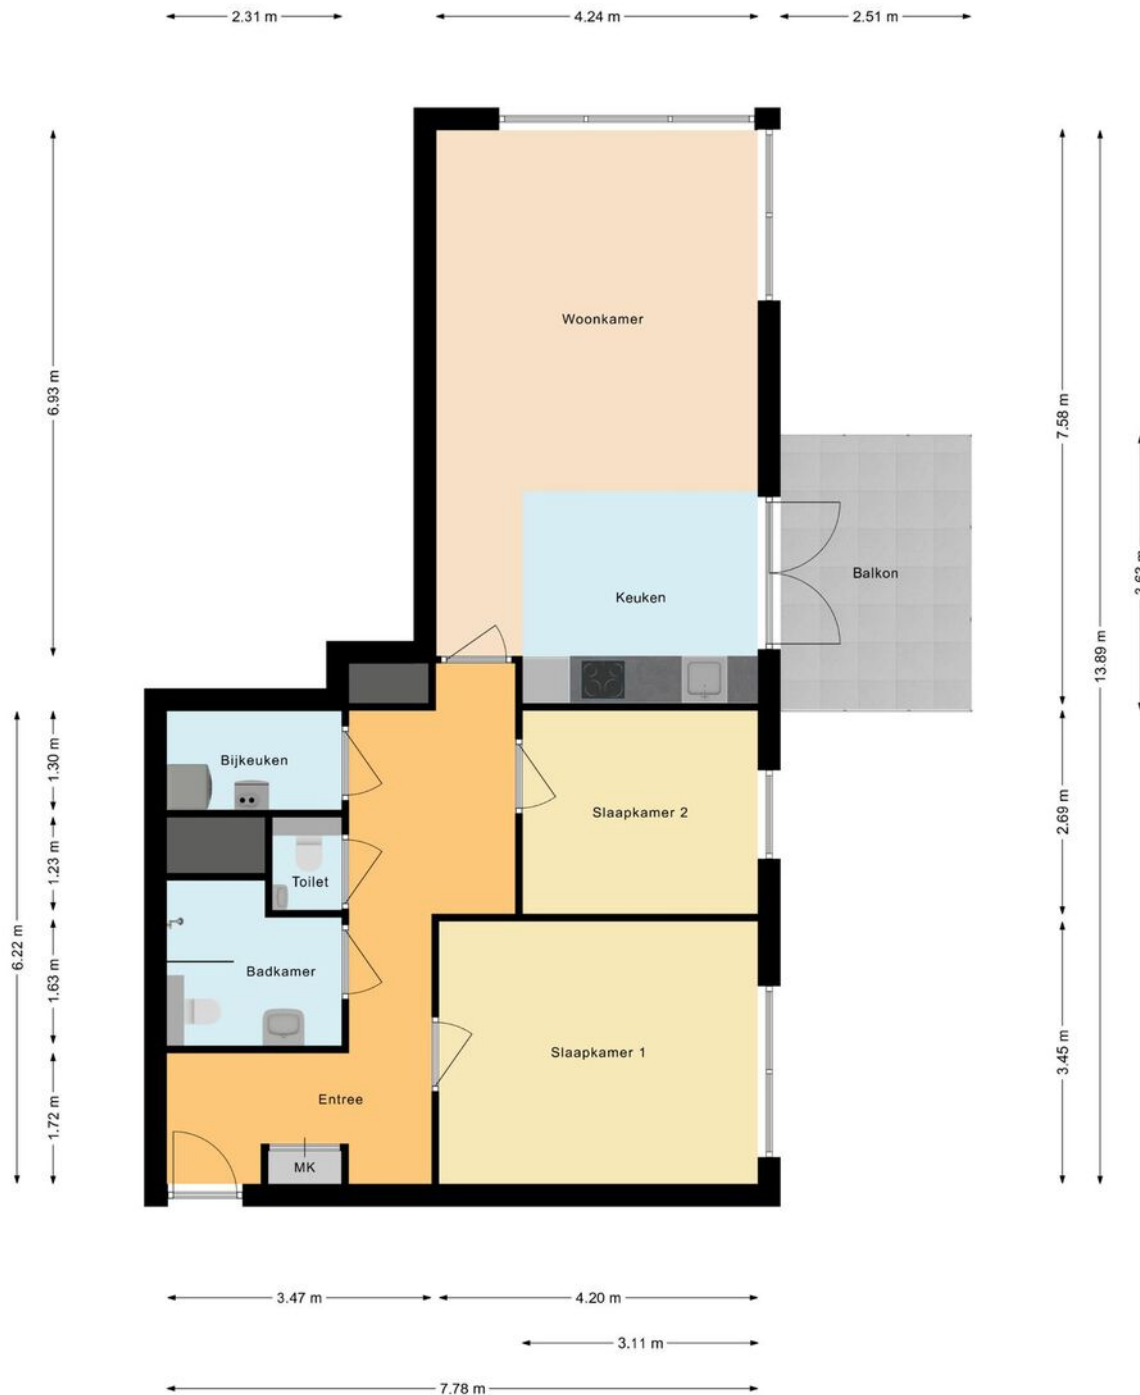 2.31 m
4.24 m
2.51 m
Woonkamer
6.93 m
7.58 m
13.89 m
3.63 m
Balkon
Keuken
Bijkeuken
1.30 m
Slaapkamer 2
2.69 m
1.23 m
Toilet
6.22 m
1.63 m
Badkamer
Slaapkamer 1
3.45 m
1.72 m
Entree
MK
3.47 m
4.20 m
3.11 m
7.78 m